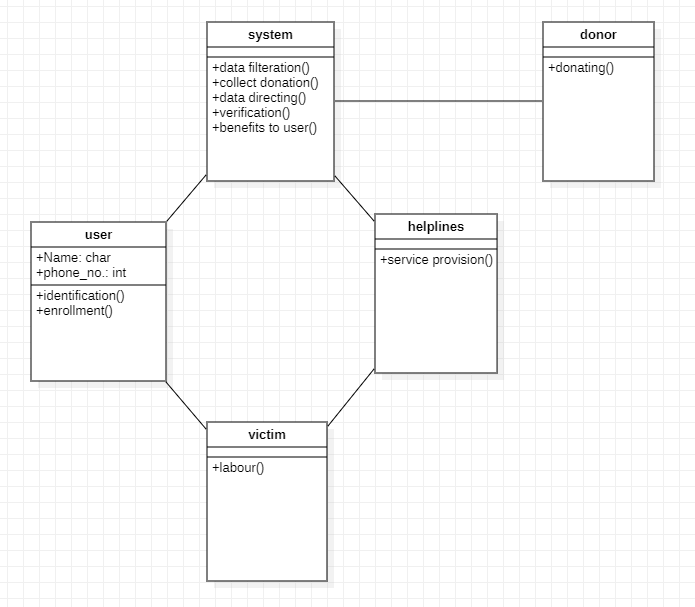 system
+data filteration()
+collect donation()
+data directing()
+verification()
+benefits to user()
donor
+donating()
user
+Name: char
+phone_no.: int
+identification()
+enrollment()
helplines
+service provision()
victim
+labour()